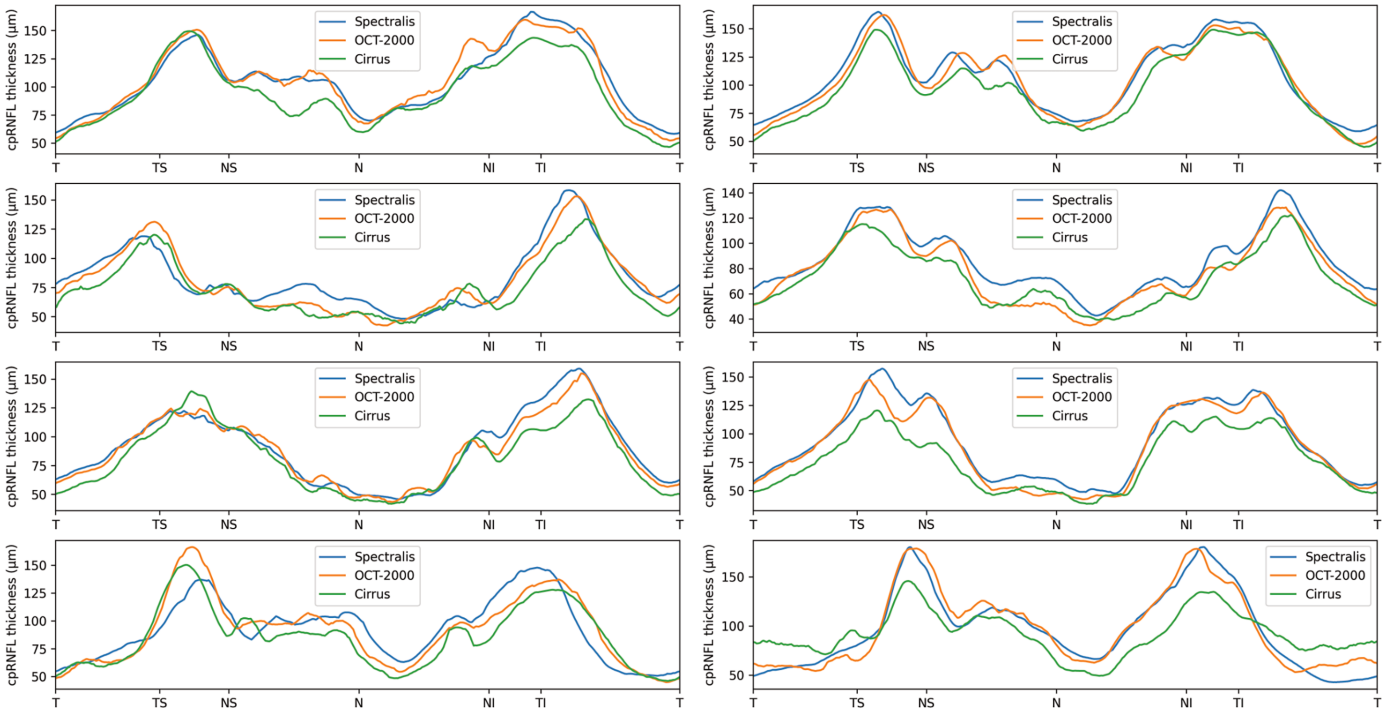 cpRNFL thickness (μm)
150
125
100
75
50
Spectralis
OCT-2000
Cirrus
T TS NS N NI TI T
cpRNFL thickness (μm)
150
125
100
75
50
Spectralis
OCT-2000
Cirrus
T TS NS N NI TI T
cpRNFL thickness (μm)
150
125
100
75
50
Spectralis
OCT-2000
Cirrus
T TS NS N NI TI T
cpRNFL thickness (μm)
140
120
100
80
60
40
Spectralis
OCT-2000
Cirrus
T TS NS N NI TI T
cpRNFL thickness (μm)
150
125
100
75
50
Spectralis
OCT-2000
Cirrus
T TS NS N NI TI T
cpRNFL thickness (μm)
150
125
100
75
50
Spectralis
OCT-2000
Cirrus
T TS NS N NI TI T
cpRNFL thickness (μm)
150
125
100
75
50
Spectralis
OCT-2000
Cirrus
T TS NS N NI TI T
cpRNFL thickness (μm)
150
100
50
Spectralis
OCT-2000
Cirrus
T TS NS N NI TI T